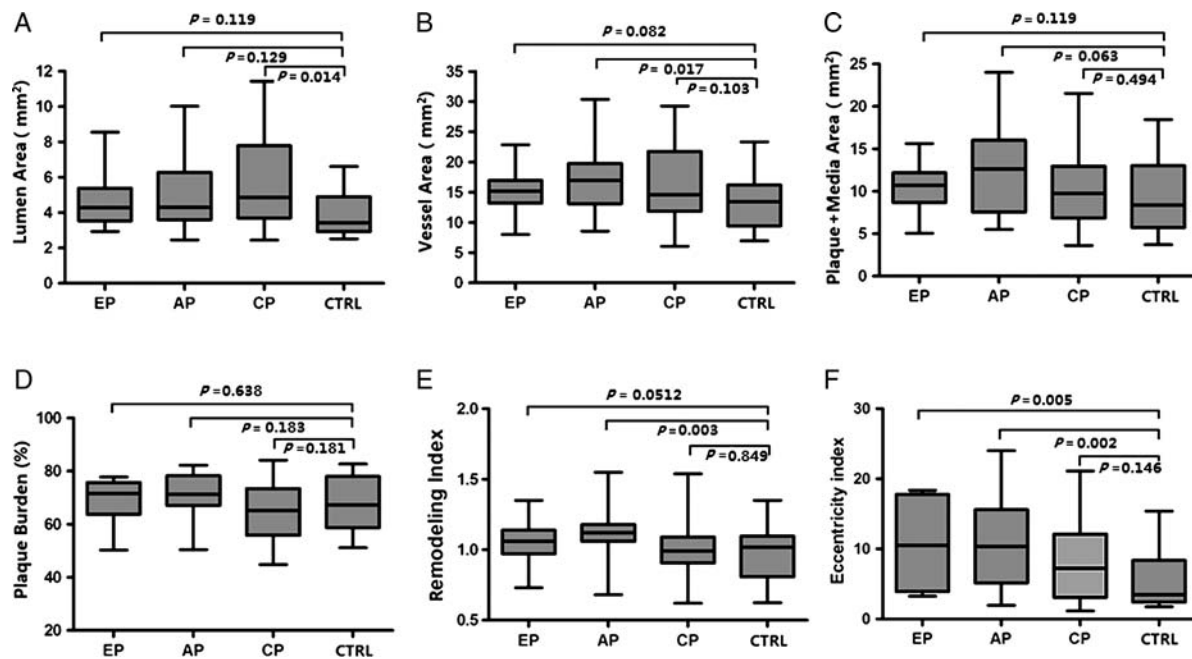 A
P = 0.119
P = 0.129
P = 0.014
Lumen Area ( mm²)
12
10
8
6
4
2
0
EP AP CP CTRL
B
P = 0.082
P = 0.017
P = 0.103
Vessel Area ( mm²)
35
30
25
20
15
10
5
0
EP AP CP CTRL
C
P = 0.119
P = 0.063
P = 0.494
Plaque+Media Area ( mm²)
25
20
15
10
5
0
EP AP CP CTRL
D
P = 0.638
P = 0.183
P = 0.181
Plaque Burden (%)
100
80
60
40
20
EP AP CP CTRL
E
P = 0.0512
P = 0.003
P = 0.849
Remodeling Index
2.0
1.5
1.0
0.5
EP AP CP CTRL
F
P = 0.005
P = 0.002
P = 0.146
Eccentricity index
30
20
10
0
EP AP CP CTRL